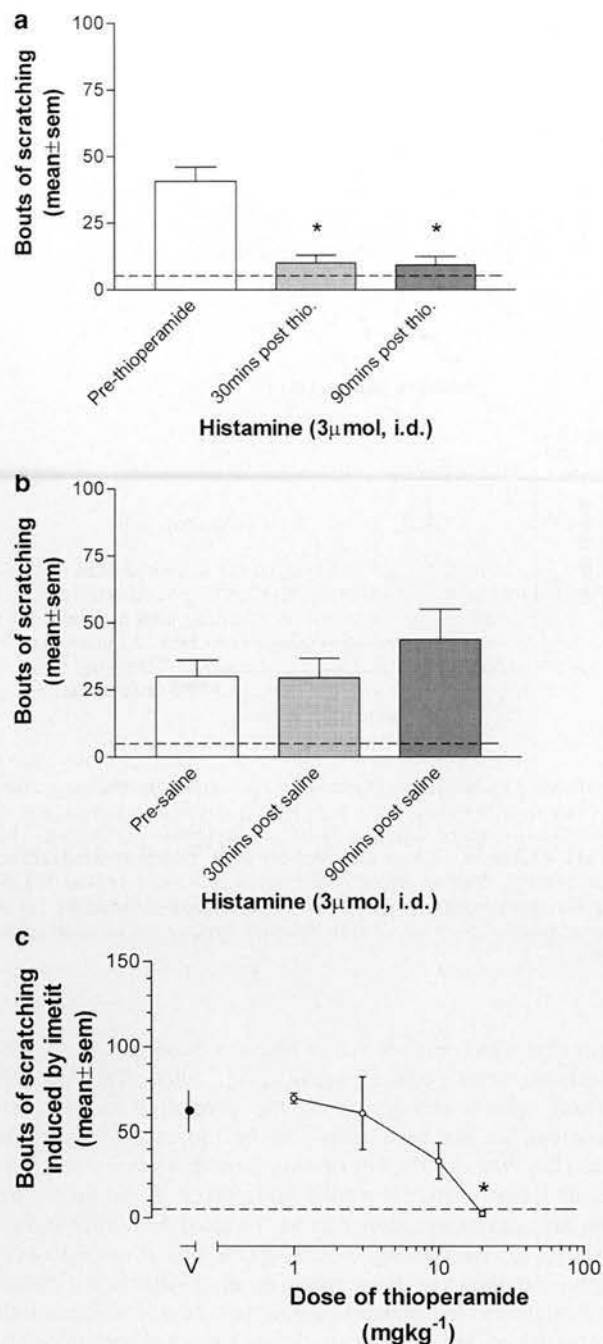 a
Bouts of scratching
(mean±sem)
100
75
50
25
0
*
*
Pre-thioperamide
30mins post thio.
90mins post thio.
Histamine (3μmol, i.d.)
b
Bouts of scratching
(mean±sem)
100
75
50
25
0
Pre-saline
30mins post saline
90mins post saline
Histamine (3μmol, i.d.)
c
Bouts of scratching
induced by imetit
(mean±sem)
150
100
50
0
*
V
1
10
100
Dose of thioperamide
(mgkg-1)